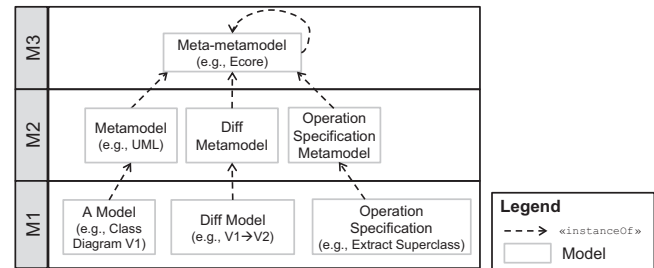 M3
Meta-metamodel
(e.g., Ecore)
M2
Metamodel
(e.g., UML)
Diff
Metamodel
Operation
Specification
Metamodel
M1
A Model
(e.g., Class
Diagram V1)
Diff Model
(e.g., V1→V2)
Operation
Specification
(e.g., Extract Superclass)
Legend
«instanceOf»
Model